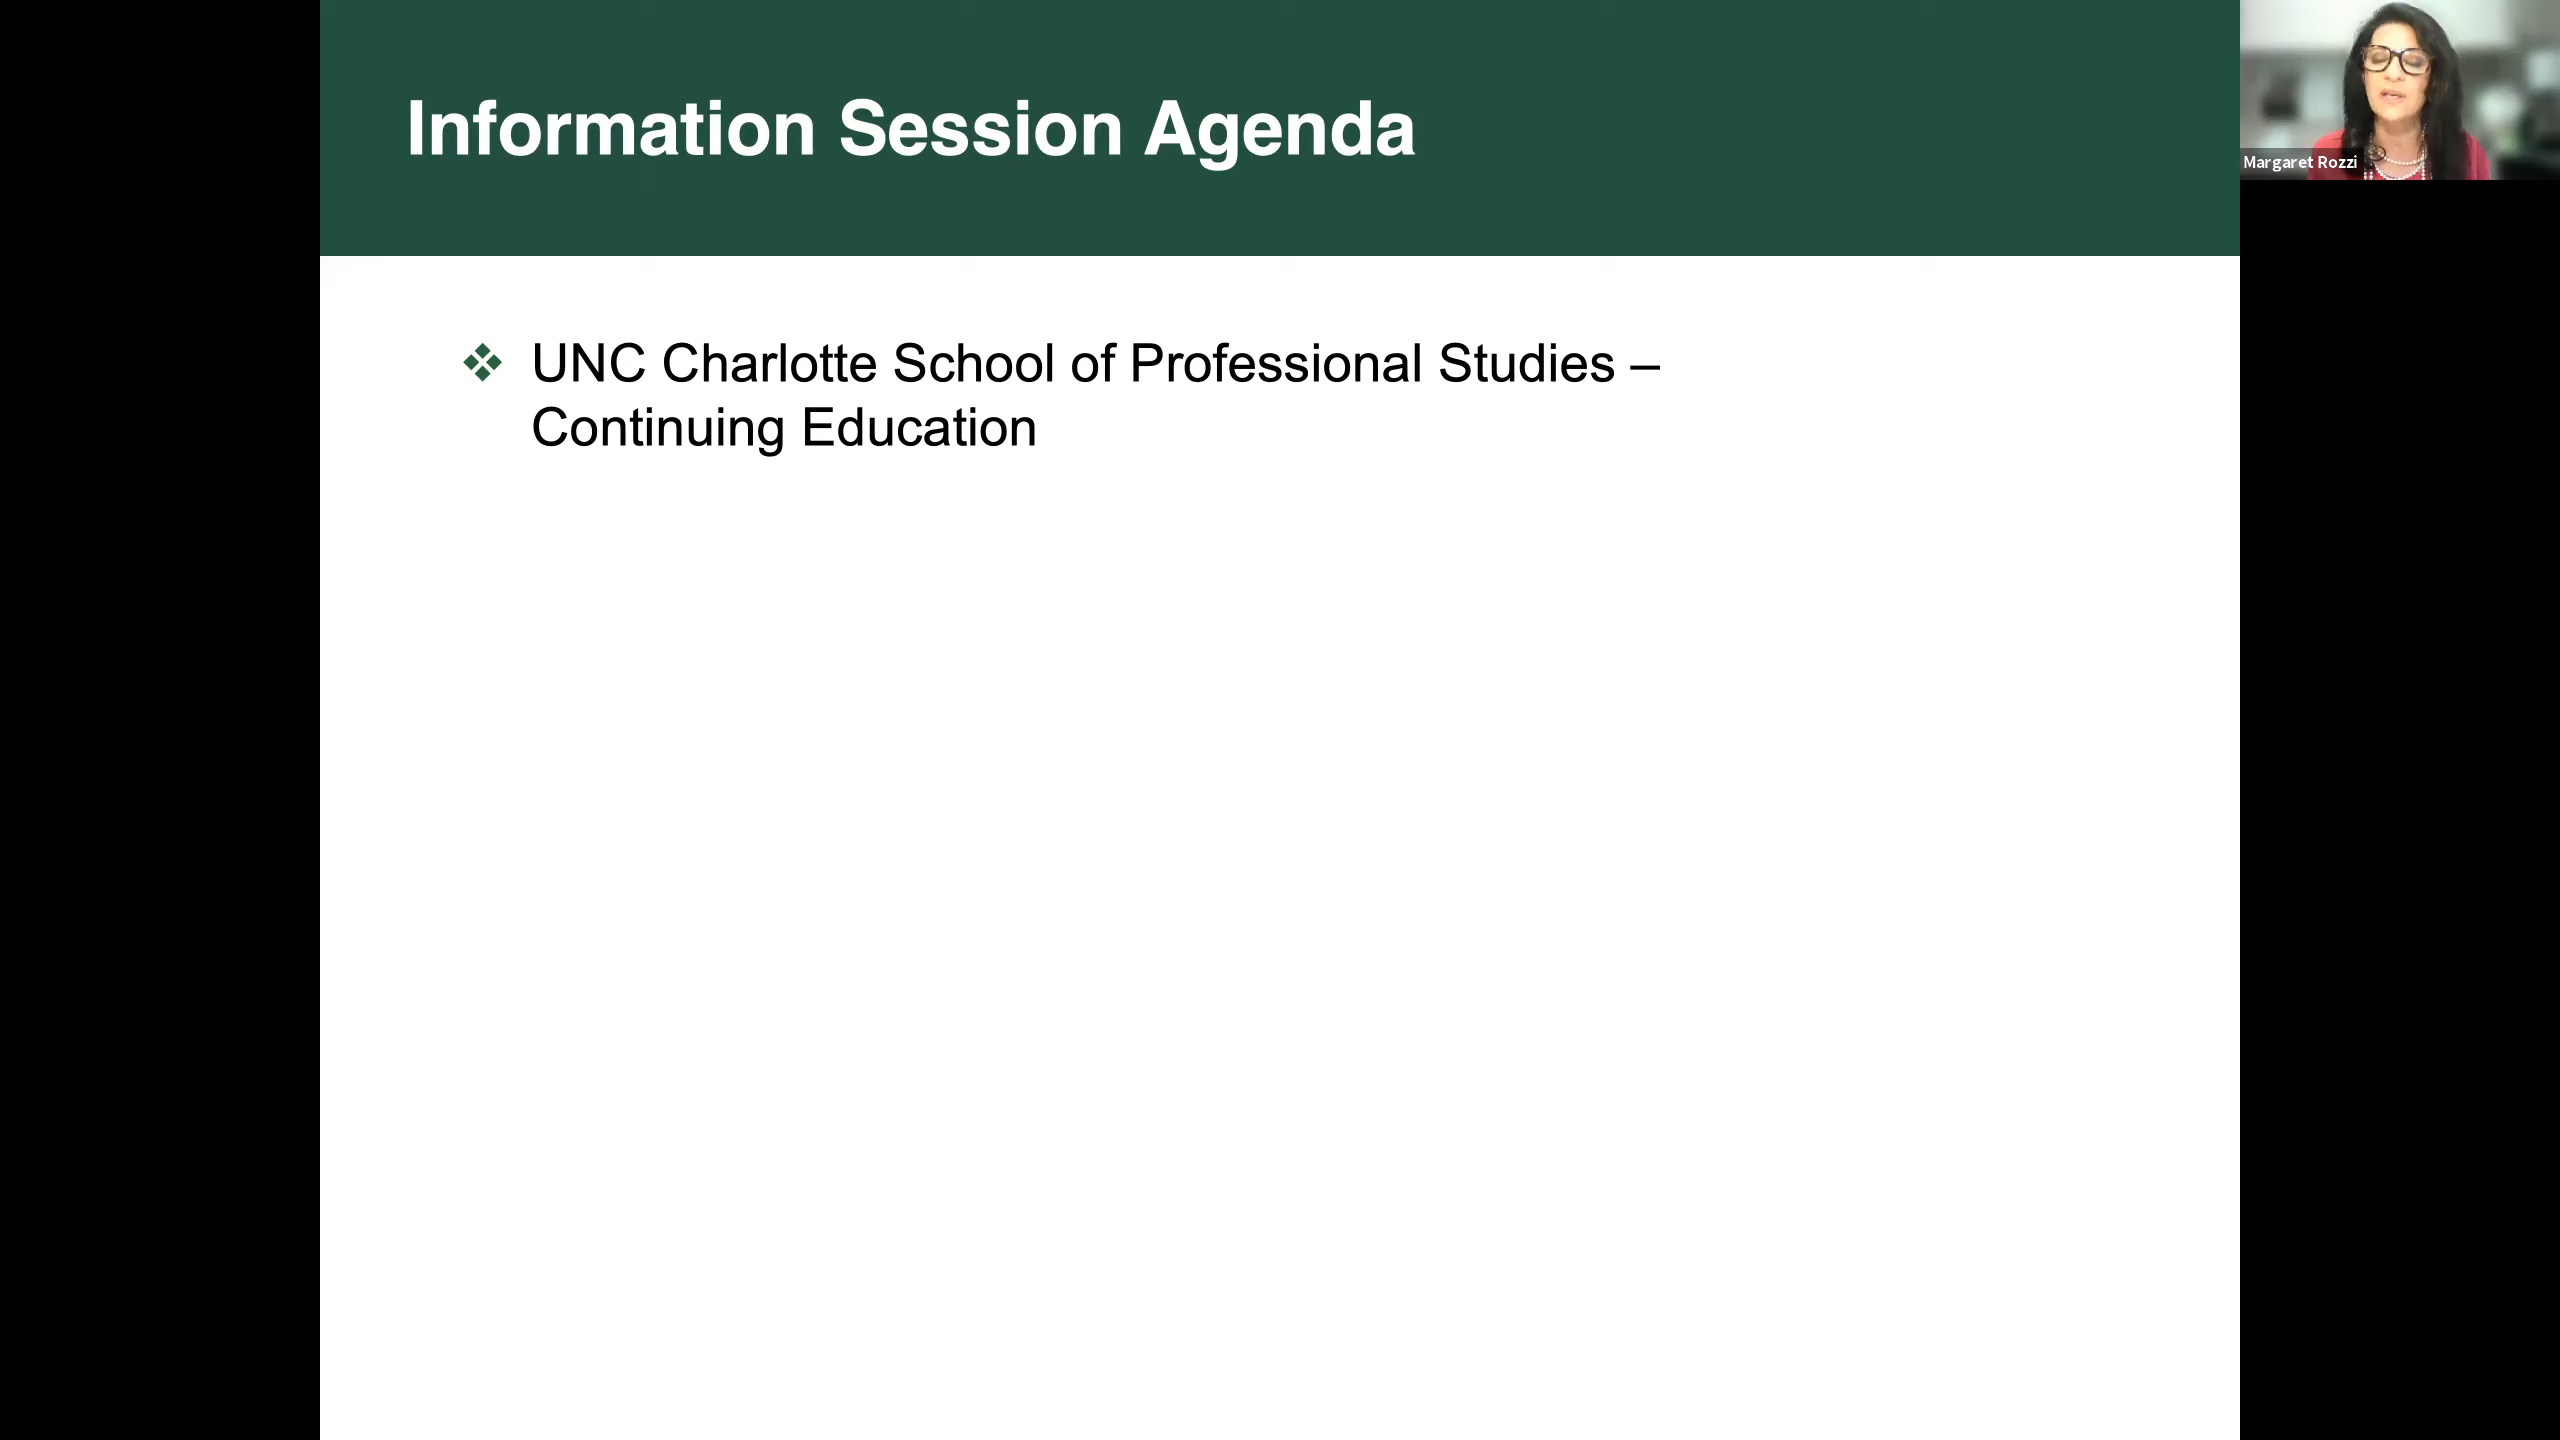 Information Session Agenda
Margaret Rozzi
❖ UNC Charlotte School of Professional Studies –
Continuing Education